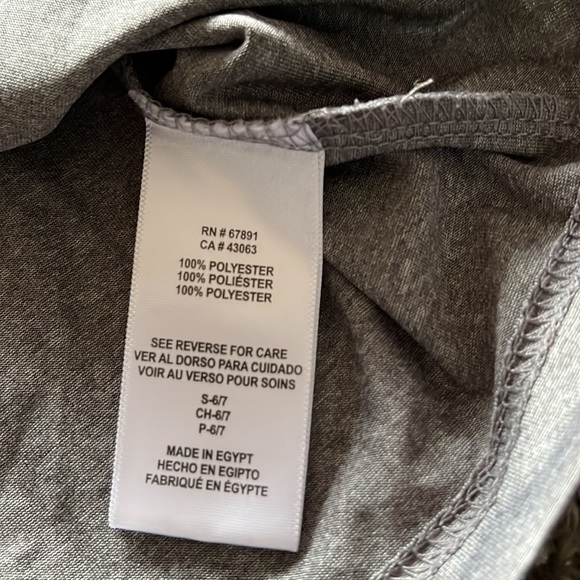 RN # 67891
CA # 43063
100% POLYESTER
100% POLIÉSTER
100% POLYESTER
SEE REVERSE FOR CARE
VER AL DORSO PARA CUIDADO
VOIR AU VERSO POUR SOINS
S-6/7
CH-6/7
P-6/7
MADE IN EGYPT
HECHO EN EGIPTO
FABRIQUÉ EN ÉGYPTE